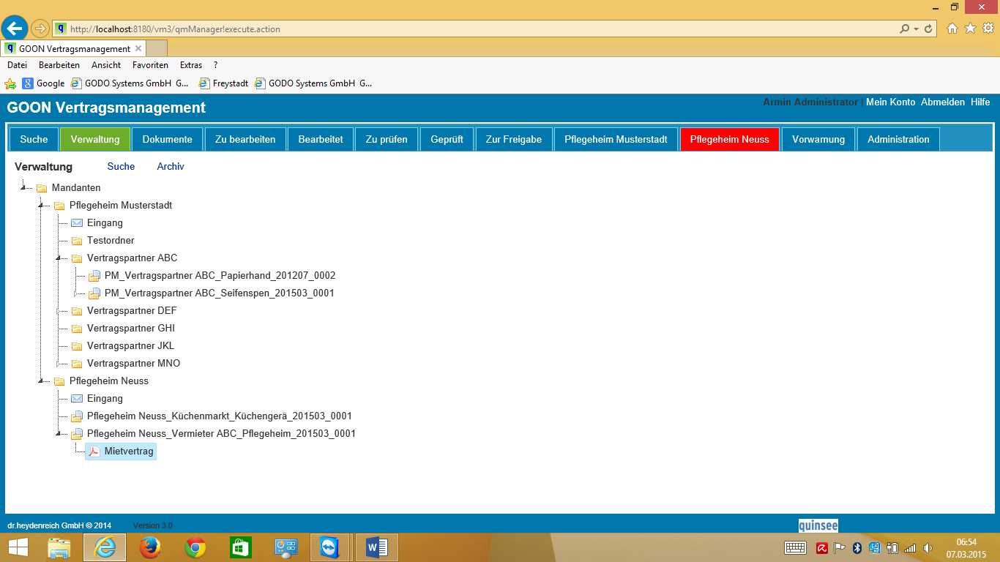 http://localhost:8180/vm3/qmManager!execute.action
GOON Vertragsmanagement
Datei Bearbeiten Ansicht Favoriten Extras ?
Google GODO Systems GmbH G... Freystadt GODO Systems GmbH G...
GOON Vertragsmanagement
Armin Administrator | Mein Konto Abmelden Hilfe
Suche Verwaltung Dokumente Zu bearbeiten Bearbeitet Zu prüfen Geprüft Zur Freigabe Pflegeheim Musterstadt Pflegeheim Neuss Vorwarnung Administration
Verwaltung Suche Archiv
Mandanten
Pflegeheim Musterstadt
Eingang
Testordner
Vertragspartner ABC
PM_Vertragspartner ABC_Papierhand_201207_0002
PM_Vertragspartner ABC_Seifenspen_201503_0001
Vertragspartner DEF
Vertragspartner GHI
Vertragspartner JKL
Vertragspartner MNO
Pflegeheim Neuss
Eingang
Pflegeheim Neuss_Küchenmarkt_Küchengerä_201503_0001
Pflegeheim Neuss_Vermieter ABC_Pflegeheim_201503_0001
Mietvertrag
dr.heydenreich GmbH © 2014 Version 3.0 quinsee
06:54
07.03.2015